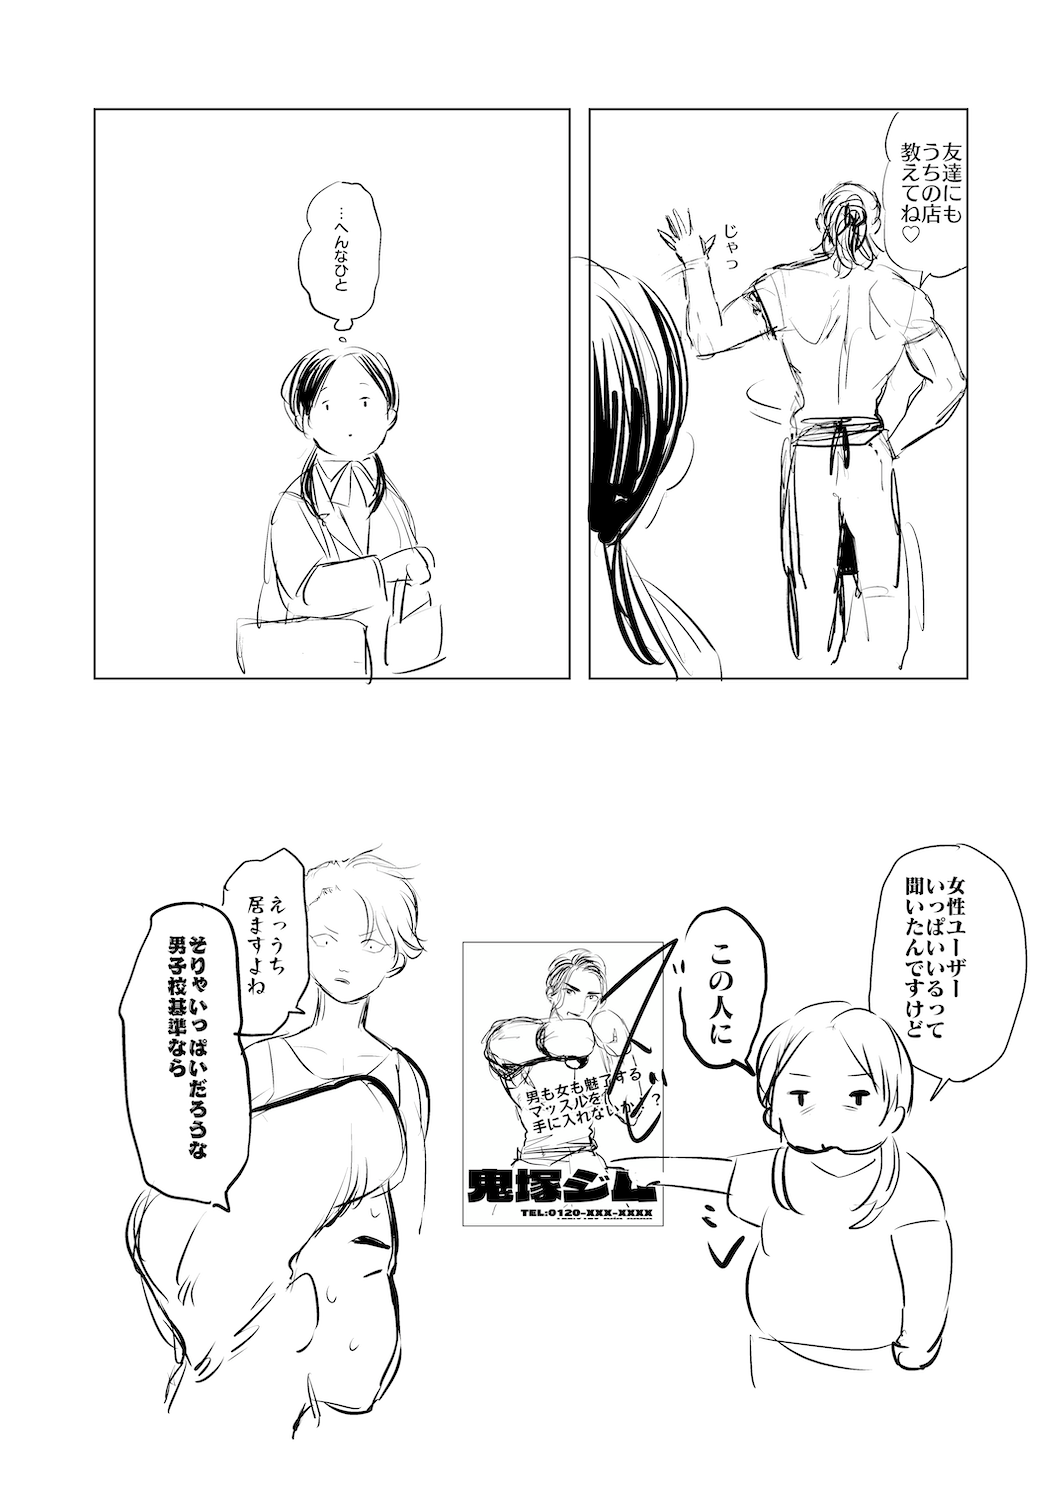 友達にも
うちの店
教えてね♡
じゃっ
…へんなひと
女性ユーザー
いっぱいいるって
聞いたんですけど
この人に
男も女も魅了する
マッスルを
手に入れないか
?
鬼塚ジム
TEL:0120-XXX-XXXX
えっうち
居ますよね
そりゃいっぱいだろうな
男子校基準なら